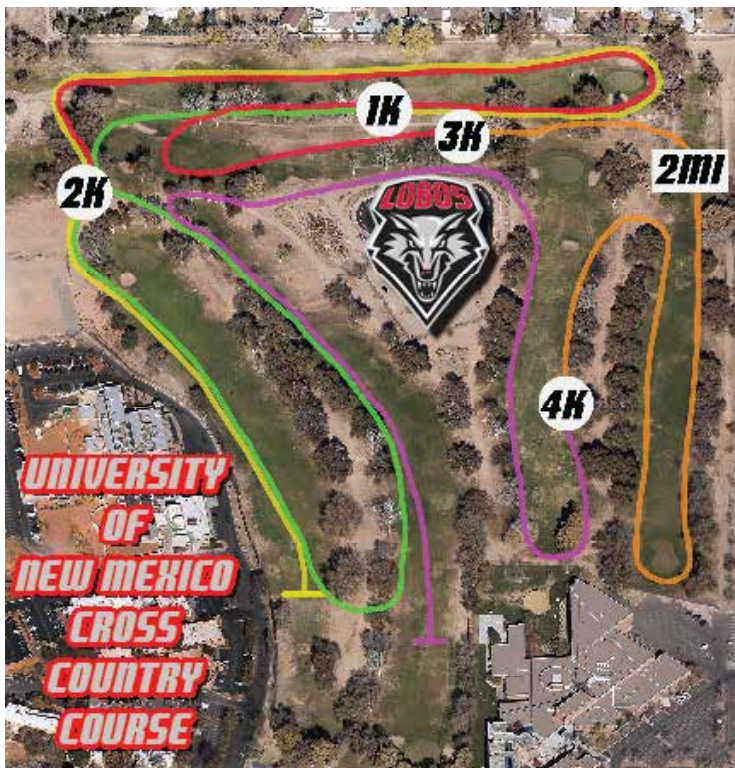 1K
3K
2MI
2K
LOBOS
4K
UNIVERSITY
OF
NEW MEXICO
CROSS
COUNTRY
COURSE